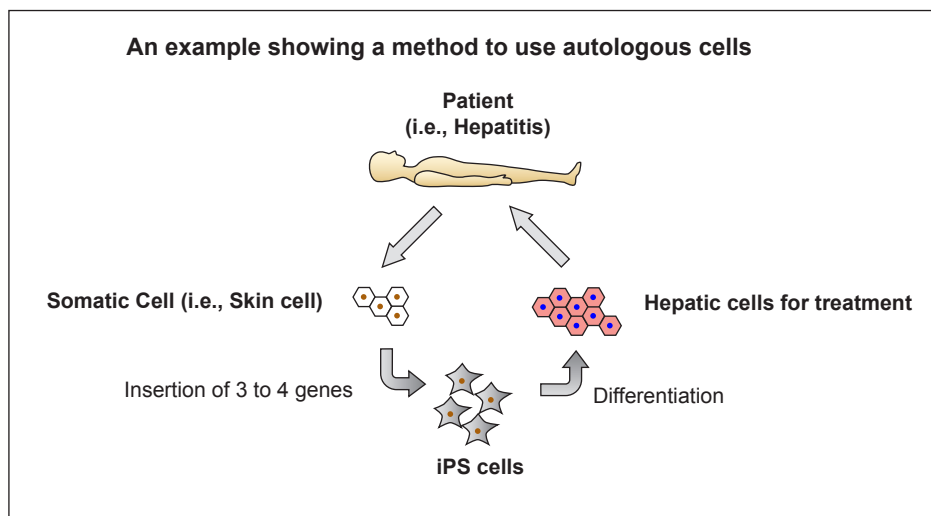 An example showing a method to use autologous cells
Patient
(i.e., Hepatitis)
Somatic Cell (i.e., Skin cell)
Hepatic cells for treatment
Insertion of 3 to 4 genes
Differentiation
iPS cells